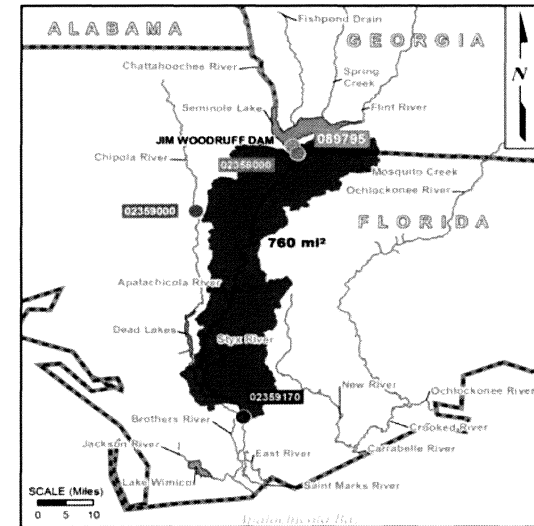 ALABAMA
Fishpond Drain
GEORGIA
Chattahoochee River
Spring
Creek
N
Seminole Lake
Flint River
JIM WOODRUFF DAM
089795
Chipola River
02358000
Mosquito Creek
Ochlockonee River
02359000
FLORIDA
760 mi²
Apalachicola River
Dead Lakes
Styx River
02359170
New River
Ochlockonee River
Brothers River
Crooked River
Jackson River
East River
Carrabelle River
Lake Wimico
Saint Marks River
SCALE (Miles)
0 5 10